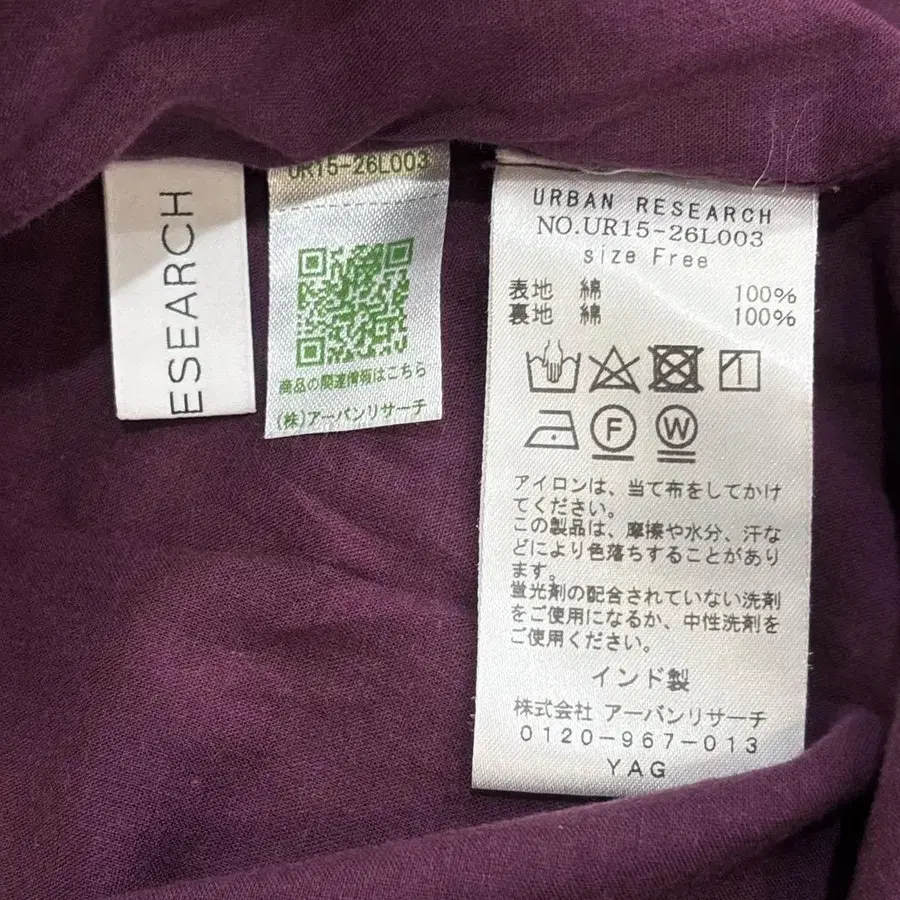 ESEARCH
UR15-26L003
商品の関連情報はこちら
(株)アーバンリサーチ
URBAN RESEARCH
NO.UR15-26L003
size Free
表地 綿 100%
裏地 綿 100%
F W
アイロンは、当て布をしてかけ
てください。
この製品は、摩擦や水分、汗な
どにより色落ちすることがあり
ます。
蛍光剤の配合されていない洗剤
をご使用になるか、中性洗剤を
ご使用ください。
インド製
株式会社 アーバンリサーチ
0120-967-013
YAG